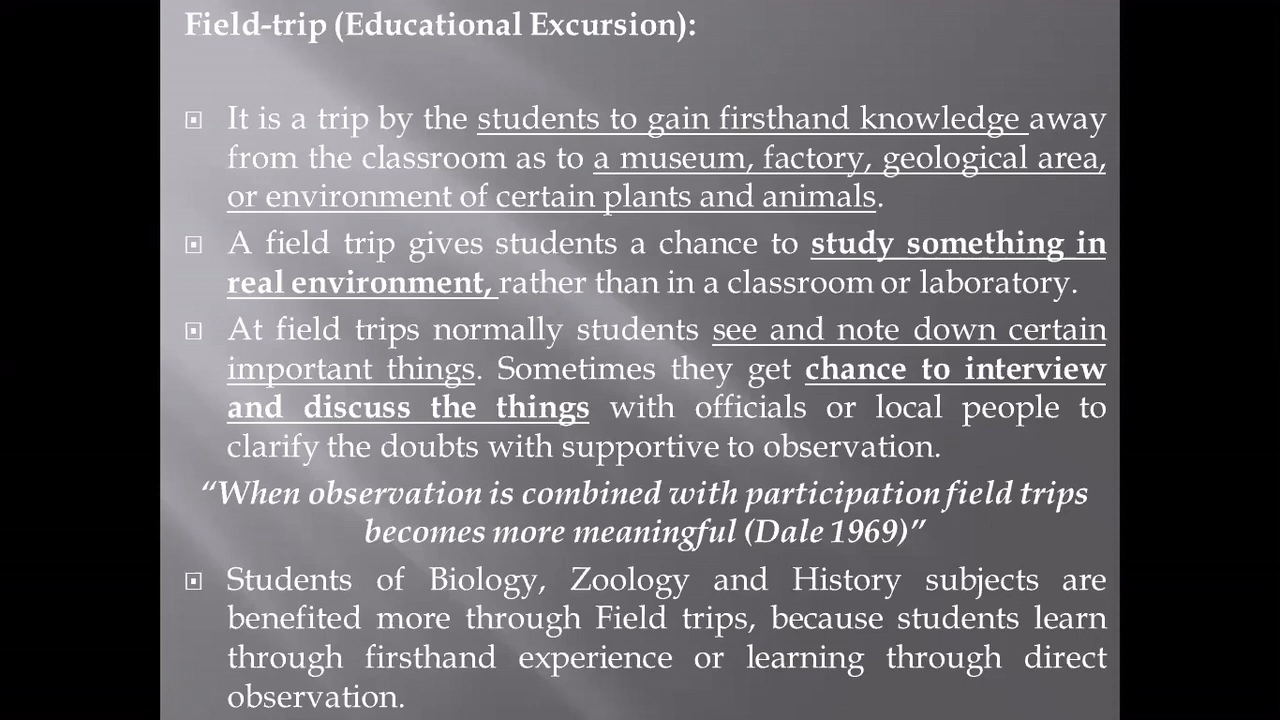 Field-trip (Educational Excursion):
It is a trip by the students to gain firsthand knowledge away
from the classroom as to a museum, factory, geological area,
or environment of certain plants and animals.
A field trip gives students a chance to study something in
real environment, rather than in a classroom or laboratory.
At field trips normally students see and note down certain
important things. Sometimes they get chance to interview
and discuss the things with officials or local people to
clarify the doubts with supportive to observation.
“When observation is combined with participation field trips
becomes more meaningful (Dale 1969)”
Students of Biology, Zoology and History subjects are
benefited more through Field trips, because students learn
through firsthand experience or learning through direct
observation.